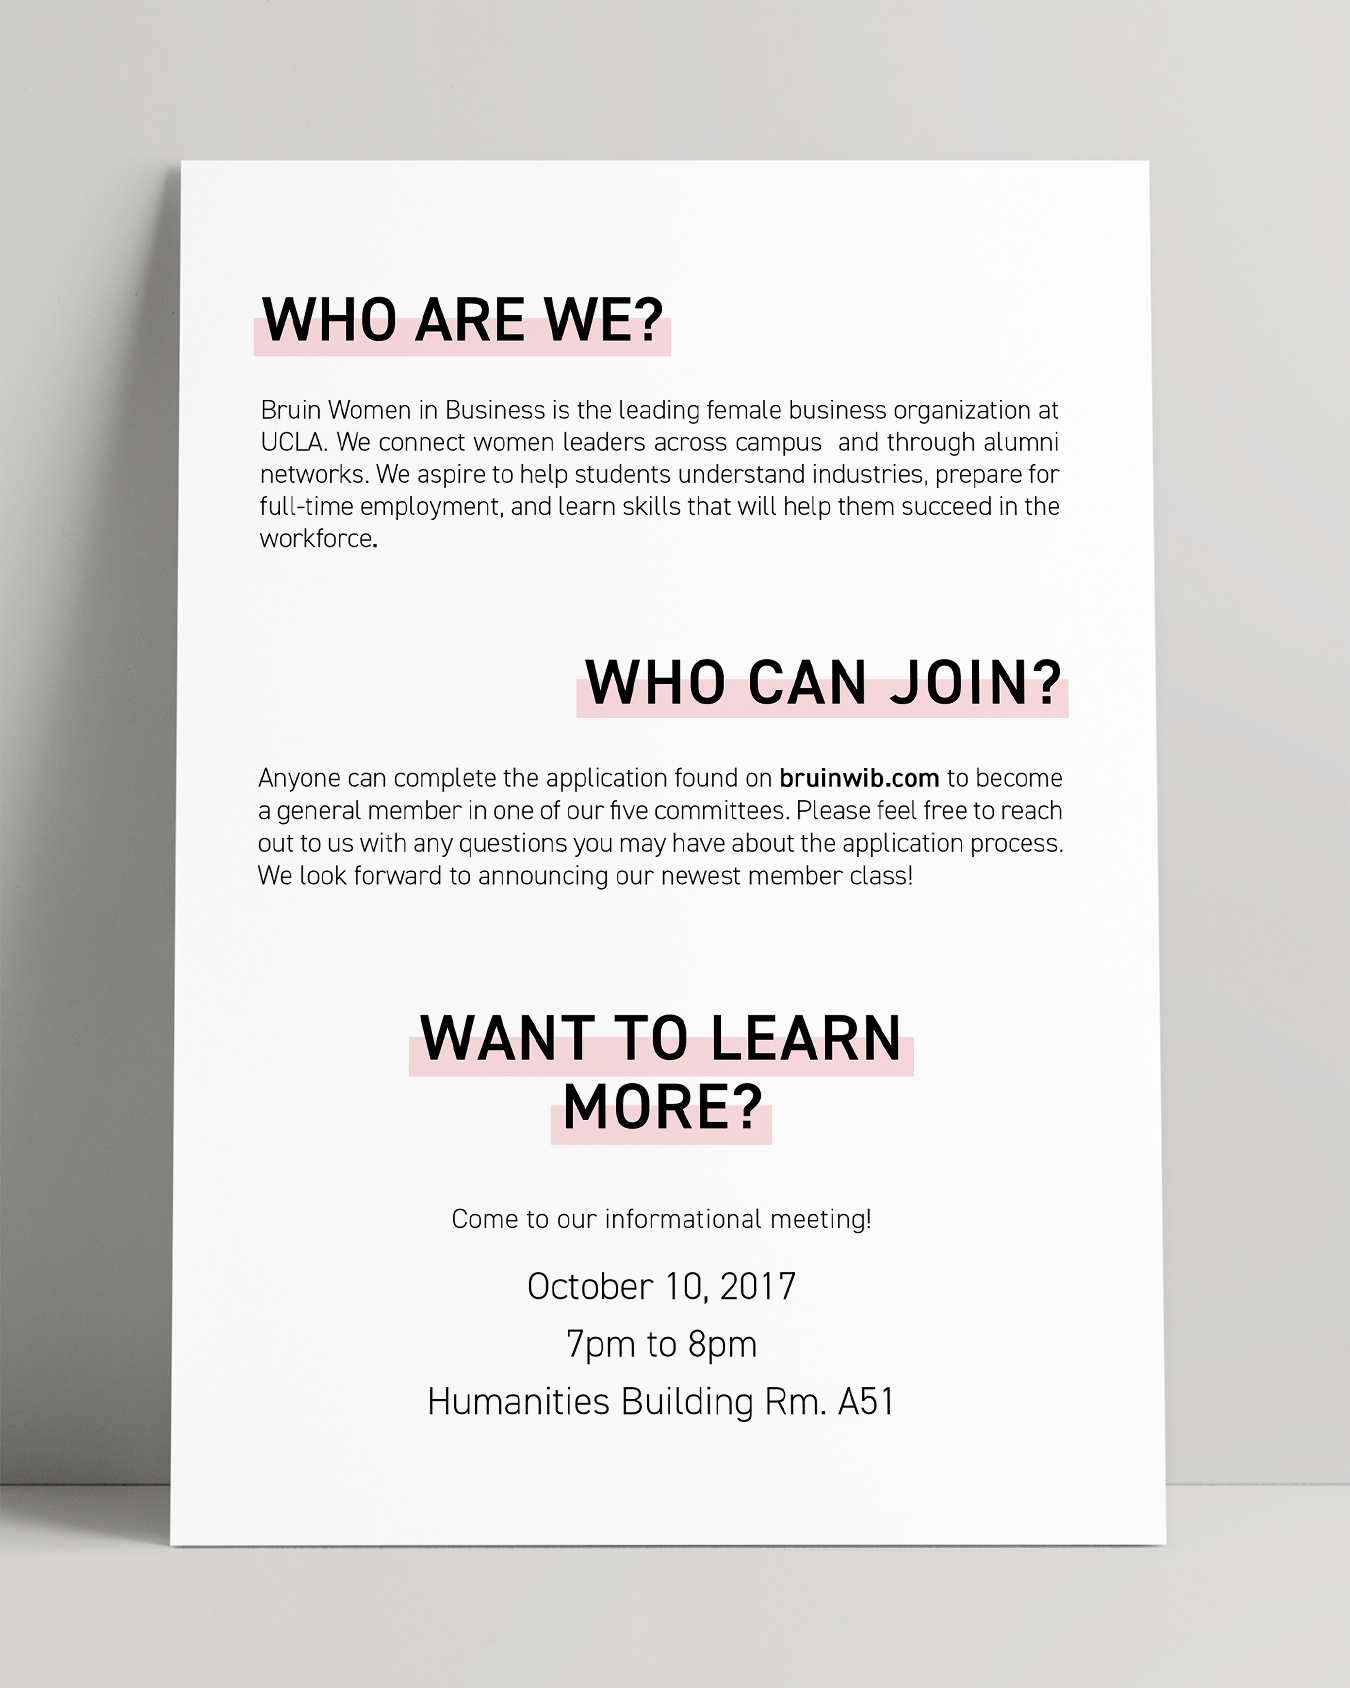 WHO ARE WE?
Bruin Women in Business is the leading female business organization at
UCLA. We connect women leaders across campus  and through alumni
networks. We aspire to help students understand industries, prepare for
full-time employment, and learn skills that will help them succeed in the
workforce.
WHO CAN JOIN?
Anyone can complete the application found on bruinwib.com to become
a general member in one of our five committees. Please feel free to reach
out to us with any questions you may have about the application process.
We look forward to announcing our newest member class!
WANT TO LEARN
MORE?
Come to our informational meeting!
October 10, 2017
7pm to 8pm
Humanities Building Rm. A51